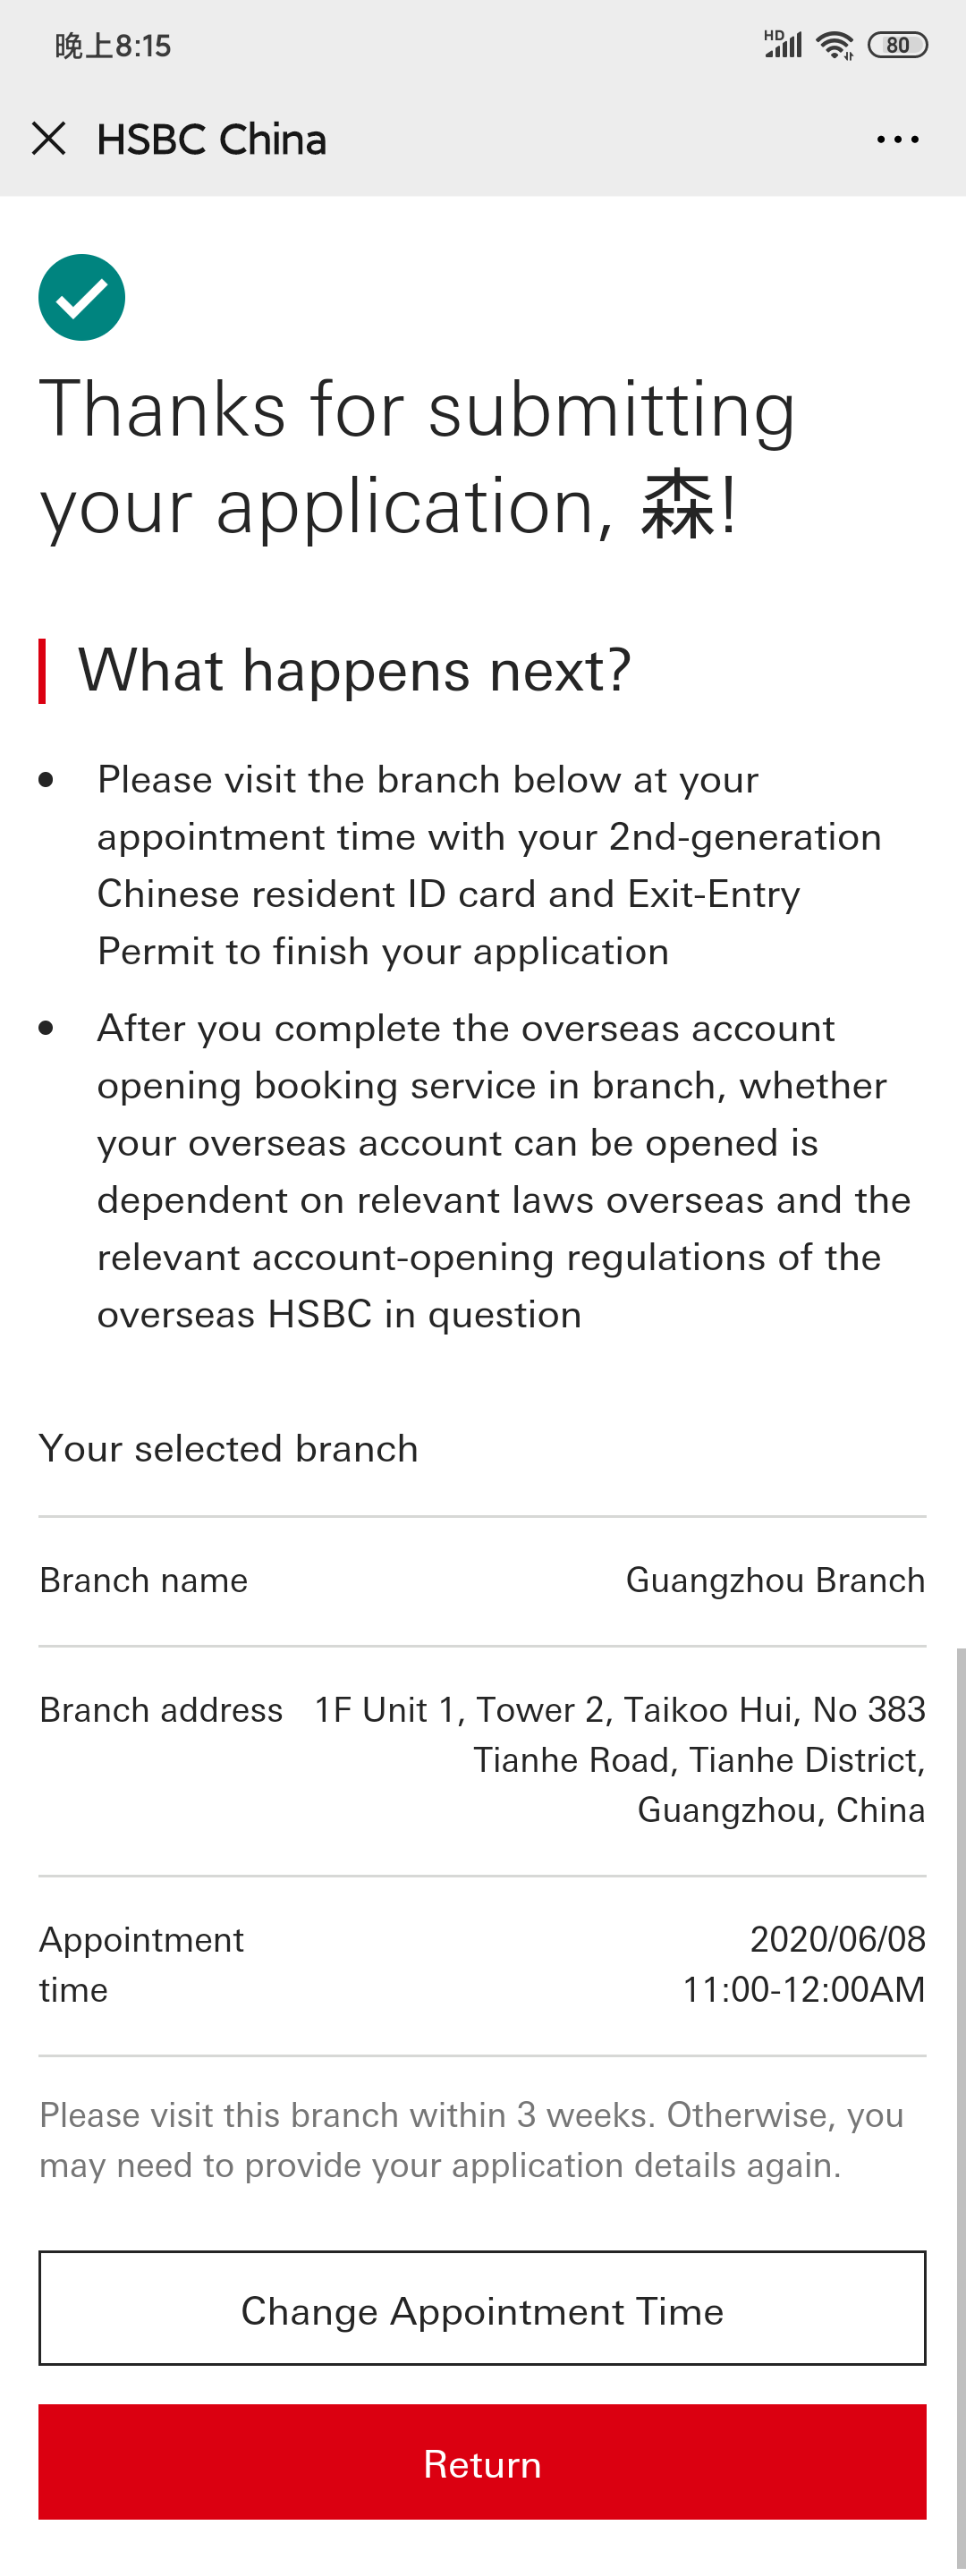 晚上8:15
HD
80
HSBC China
Thanks for submitting
your application, 森!
What happens next?
Please visit the branch below at your
appointment time with your 2nd-generation
Chinese resident ID card and Exit-Entry
Permit to finish your application
After you complete the overseas account
opening booking service in branch, whether
your overseas account can be opened is
dependent on relevant laws overseas and the
relevant account-opening regulations of the
overseas HSBC in question
Your selected branch
Branch name Guangzhou Branch
Branch address 1F Unit 1, Tower 2, Taikoo Hui, No 383
Tianhe Road, Tianhe District,
Guangzhou, China
Appointment 2020/06/08
time 11:00-12:00AM
Please visit this branch within 3 weeks. Otherwise, you
may need to provide your application details again.
Change Appointment Time
Return